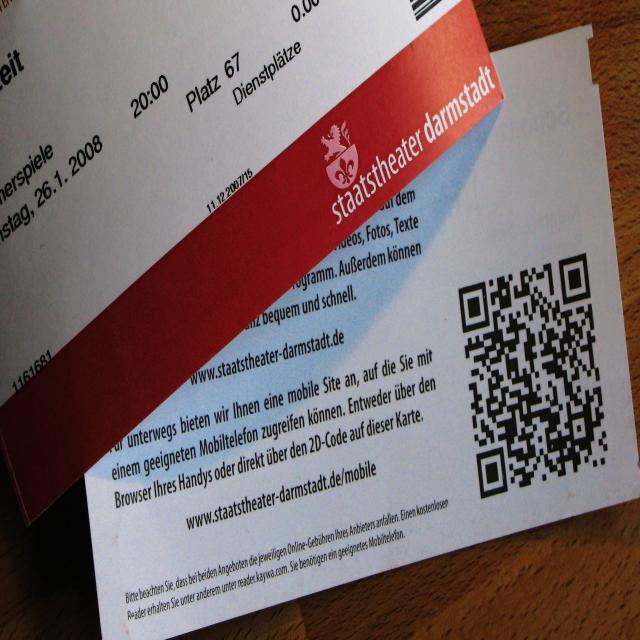 20:00
Platz 67
0.00
Dienstplätze
26.1.2008
11.12.2007/15
1161681
staatstheater darmstadt
dem
Fotos, Texte
Außerdem können
bequem und schnell.
www.staatstheater-darmstadt.de
Für unterwegs bieten wir Ihnen eine mobile Site an, auf die Sie mit
einem geeigneten Mobiltelefon zugreifen können. Entweder über den
Browser Ihres Handys oder direkt über den 2D-Code auf dieser Karte.
www.staatstheater-darmstadt.de/mobile
Bitte beachten Sie, dass bei beiden Angeboten die jeweiligen Online-Gebühren Ihres Anbieters anfallen. Einen kostenlosen
Reader erhalten Sie unter anderem unter reader.kaywa.com. Sie benötigen ein geeignetes Mobiltelefon.